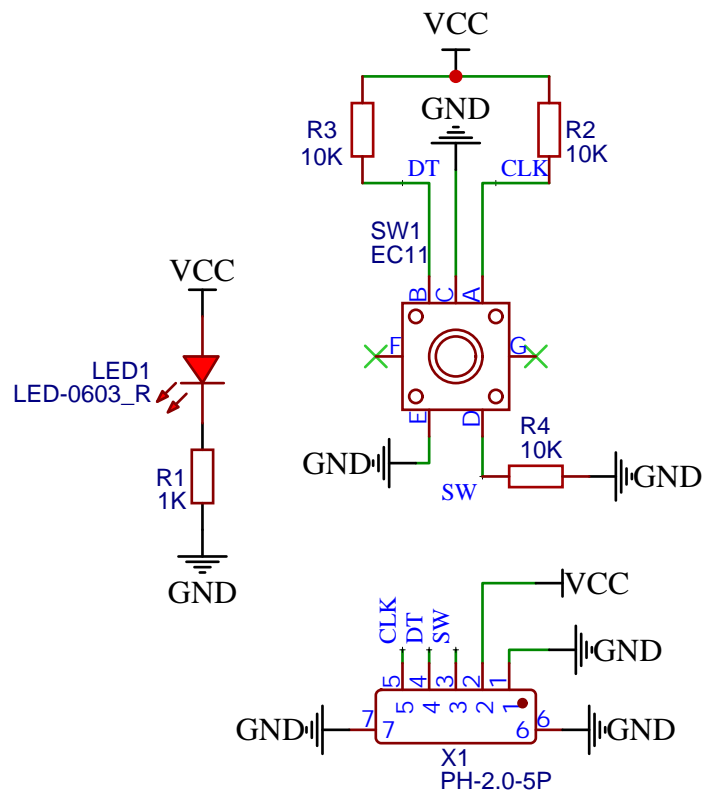 VCC
GND
R3
10K
R2
10K
DT
CLK
SW1
EC11
B
C
A
F
G
E
D
VCC
LED1
LED-0603_R
R1
1K
GND
GND
R4
10K
GND
SW
VCC
CLK
DT
SW
GND
5
4
3
2
1
5
4
3
2
1
GND
7
7
6
6
GND
X1
PH-2.0-5P